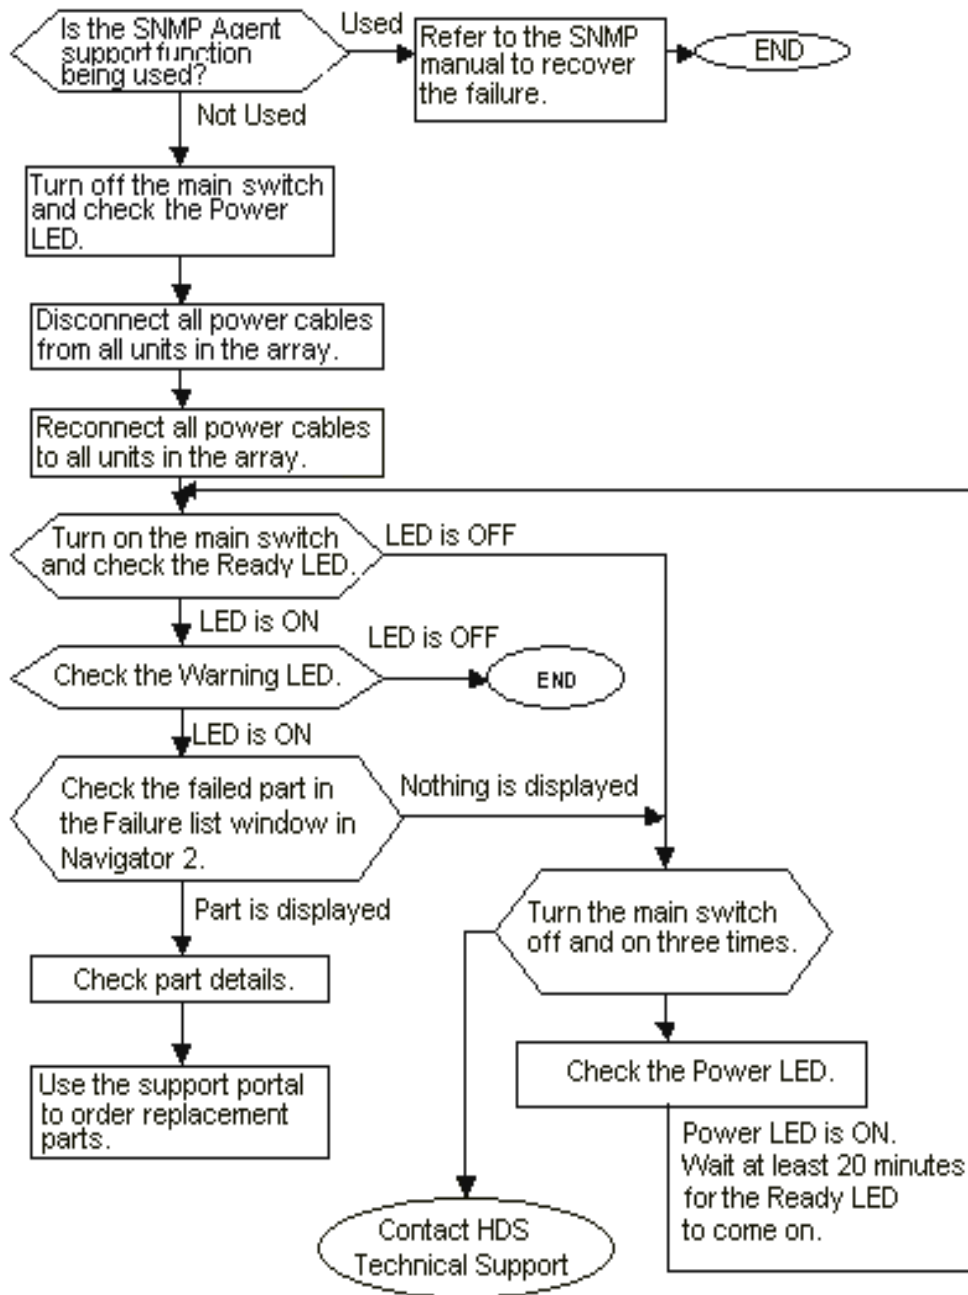 Is the SNMP Agent
support function
being used?
Used
Refer to the SNMP
manual to recover
the failure.
END
Not Used
Turn off the main switch
and check the Power
LED.
Disconnect all power cables
from all units in the array.
Reconnect all power cables
to all units in the array.
Turn on the main switch
and check the Ready LED.
LED is OFF
LED is ON
Check the Warning LED.
LED is OFF
END
LED is ON
Check the failed part in
the Failure list window in
Navigator 2.
Nothing is displayed
Part is displayed
Turn the main switch
off and on three times.
Check part details.
Check the Power LED.
Use the support portal
to order replacement
parts.
Power LED is ON.
Wait at least 20 minutes
for the Ready LED
to come on.
Contact HDS
Technical Support